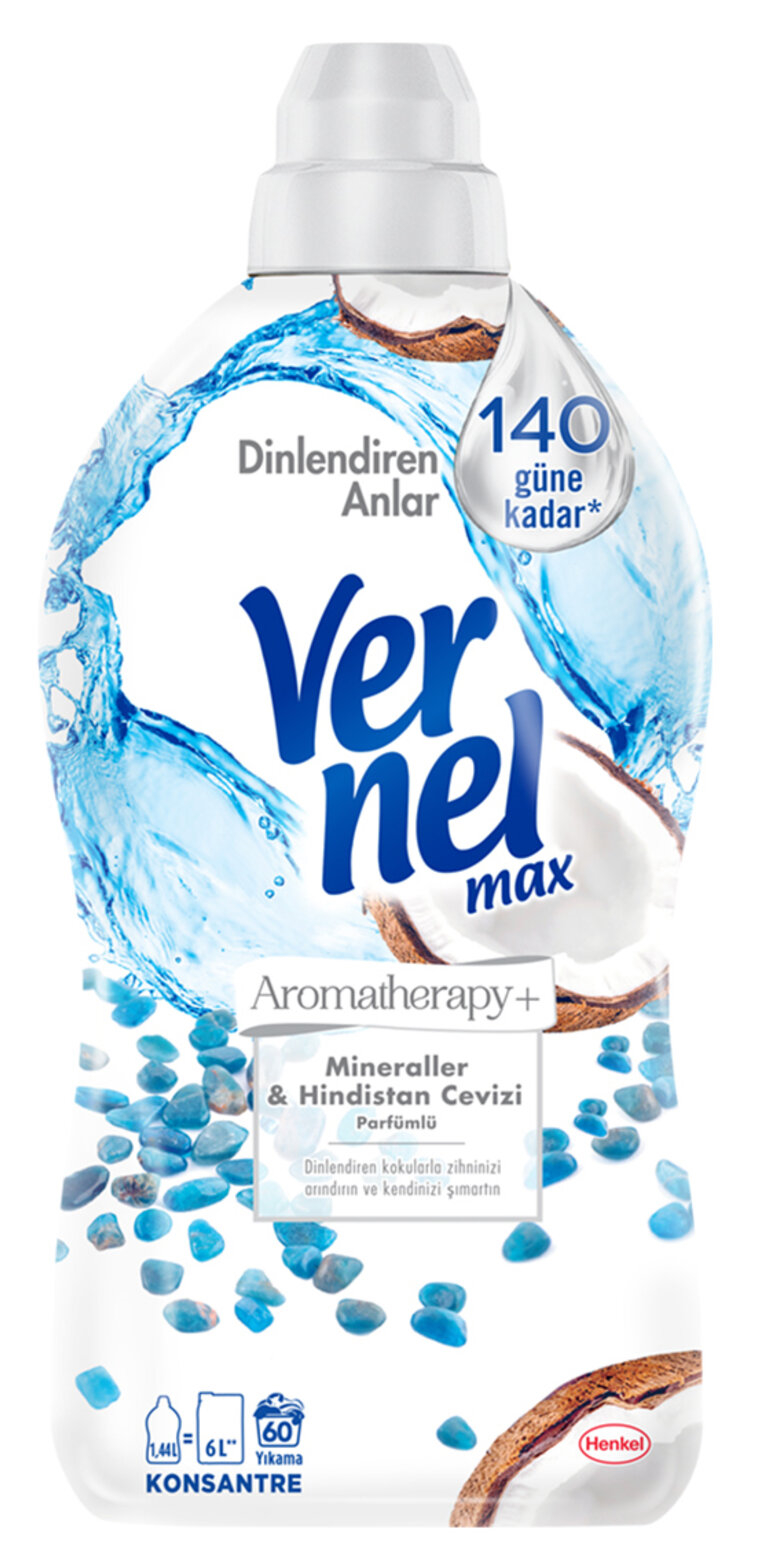 140
güne
kadar*
Dinlendiren
Anlar
Ver
nel
max
Aromatherapy+
Mineraller
& Hindistan Cevizi
Parfümlü
Dinlendiren kokularla zihninizi
arındırın ve kendinizi şımartın
1,44L = 6L** 60
Yıkama
KONSANTRE
Henkel